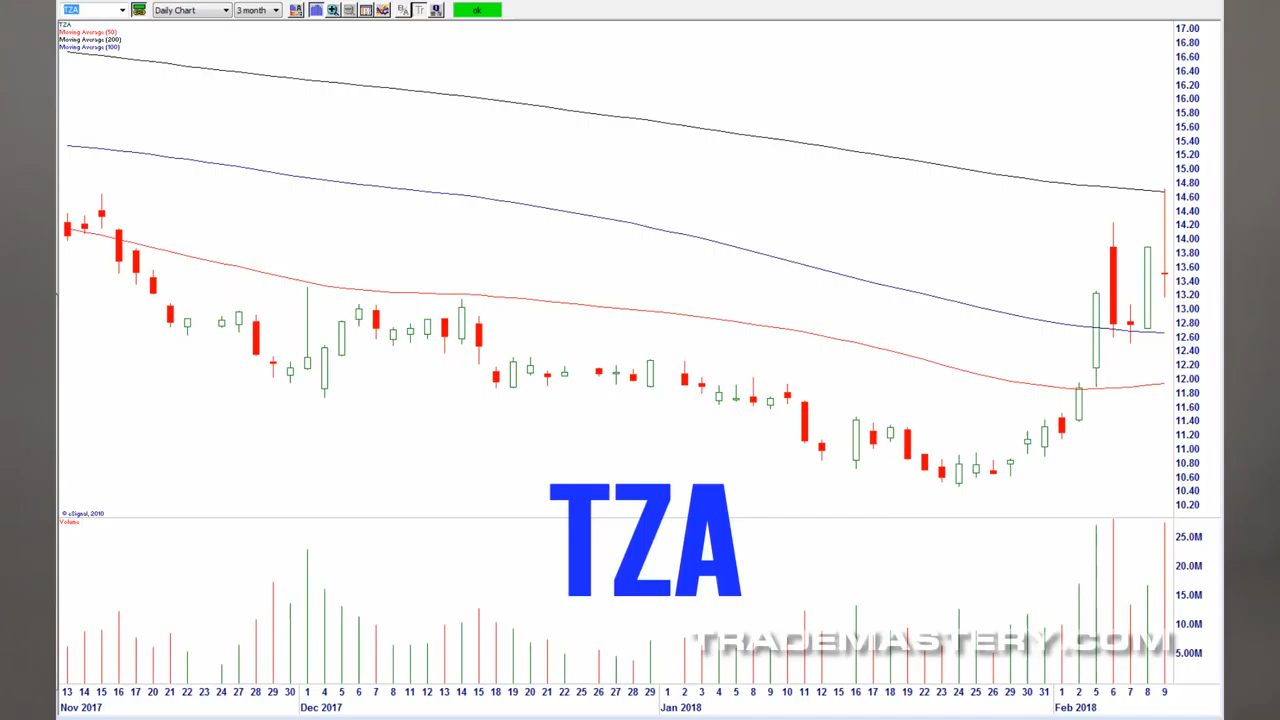 TZA
Daily Chart
3 month
ok
TZA
Moving Average (50)
Moving Average (200)
Moving Average (100)
17.00
16.80
16.60
16.40
16.20
16.00
15.80
15.60
15.40
15.20
15.00
14.80
14.60
14.40
14.20
14.00
13.80
13.60
13.40
13.20
13.00
12.80
12.60
12.40
12.20
12.00
11.80
11.60
11.40
11.20
11.00
10.80
10.60
10.40
10.20
© eSignal, 2010
Volume
TZA
25.0M
20.0M
15.0M
10.0M
5.00M
TRADEMASTERY.COM
13 14 15 16 17 20 21 22 23 24 27 28 29 30 1 4 5 6 7 8 11 12 13 14 15 18 19 20 21 22 25 26 27 28 29 1 2 3 4 5 8 9 10 11 12 15 16 17 18 19 22 23 24 25 26 29 30 31 1 2 5 6 7 8 9
Nov 2017 Dec 2017 Jan 2018 Feb 2018